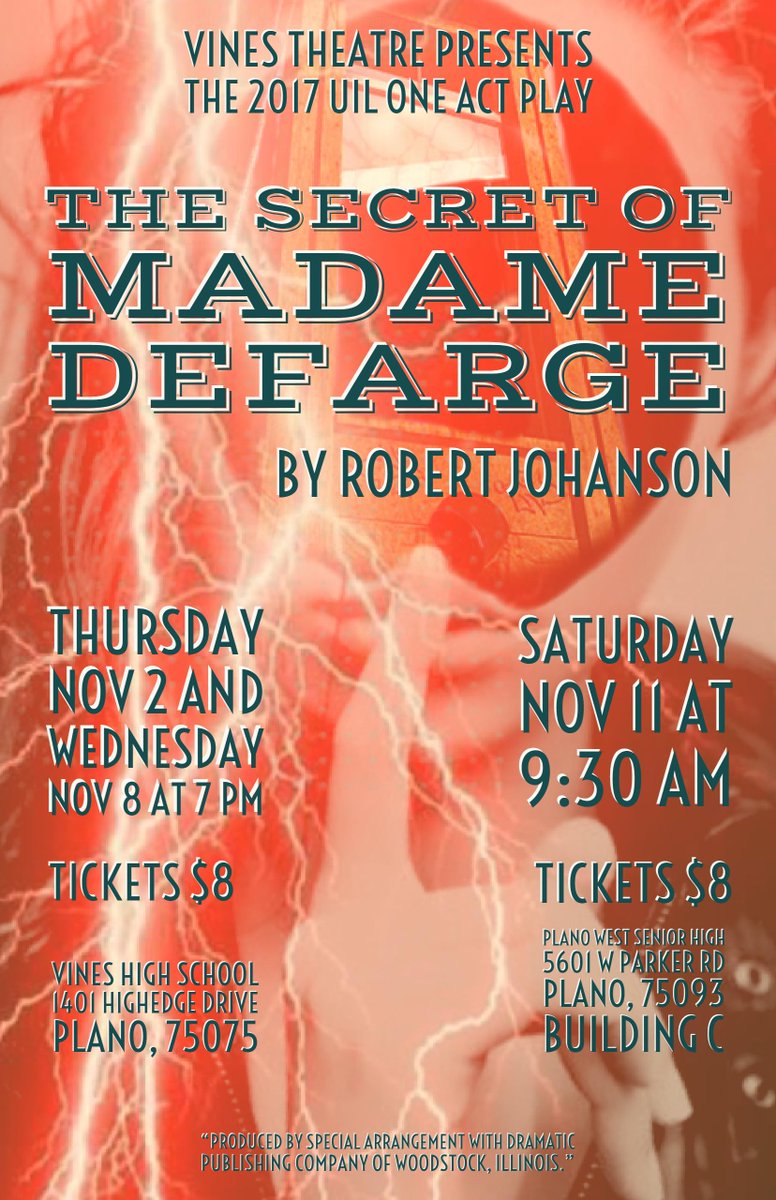 VINES THEATRE PRESENTS
THE 2017 UIL ONE ACT PLAY
THE SECRET OF
MADAME
DEFARGE
BY ROBERT JOHANSON
THURSDAY
NOV 2 AND
WEDNESDAY
NOV 8 AT 7 PM
TICKETS $8
VINES HIGH SCHOOL
1401 HIGHEDGE DRIVE
PLANO, 75075
SATURDAY
NOV 11 AT
9:30 AM
TICKETS $8
PLANO WEST SENIOR HIGH
5601 W PARKER RD
PLANO, 75093
BUILDING C
“PRODUCED BY SPECIAL ARRANGEMENT WITH DRAMATIC
PUBLISHING COMPANY OF WOODSTOCK, ILLINOIS.”